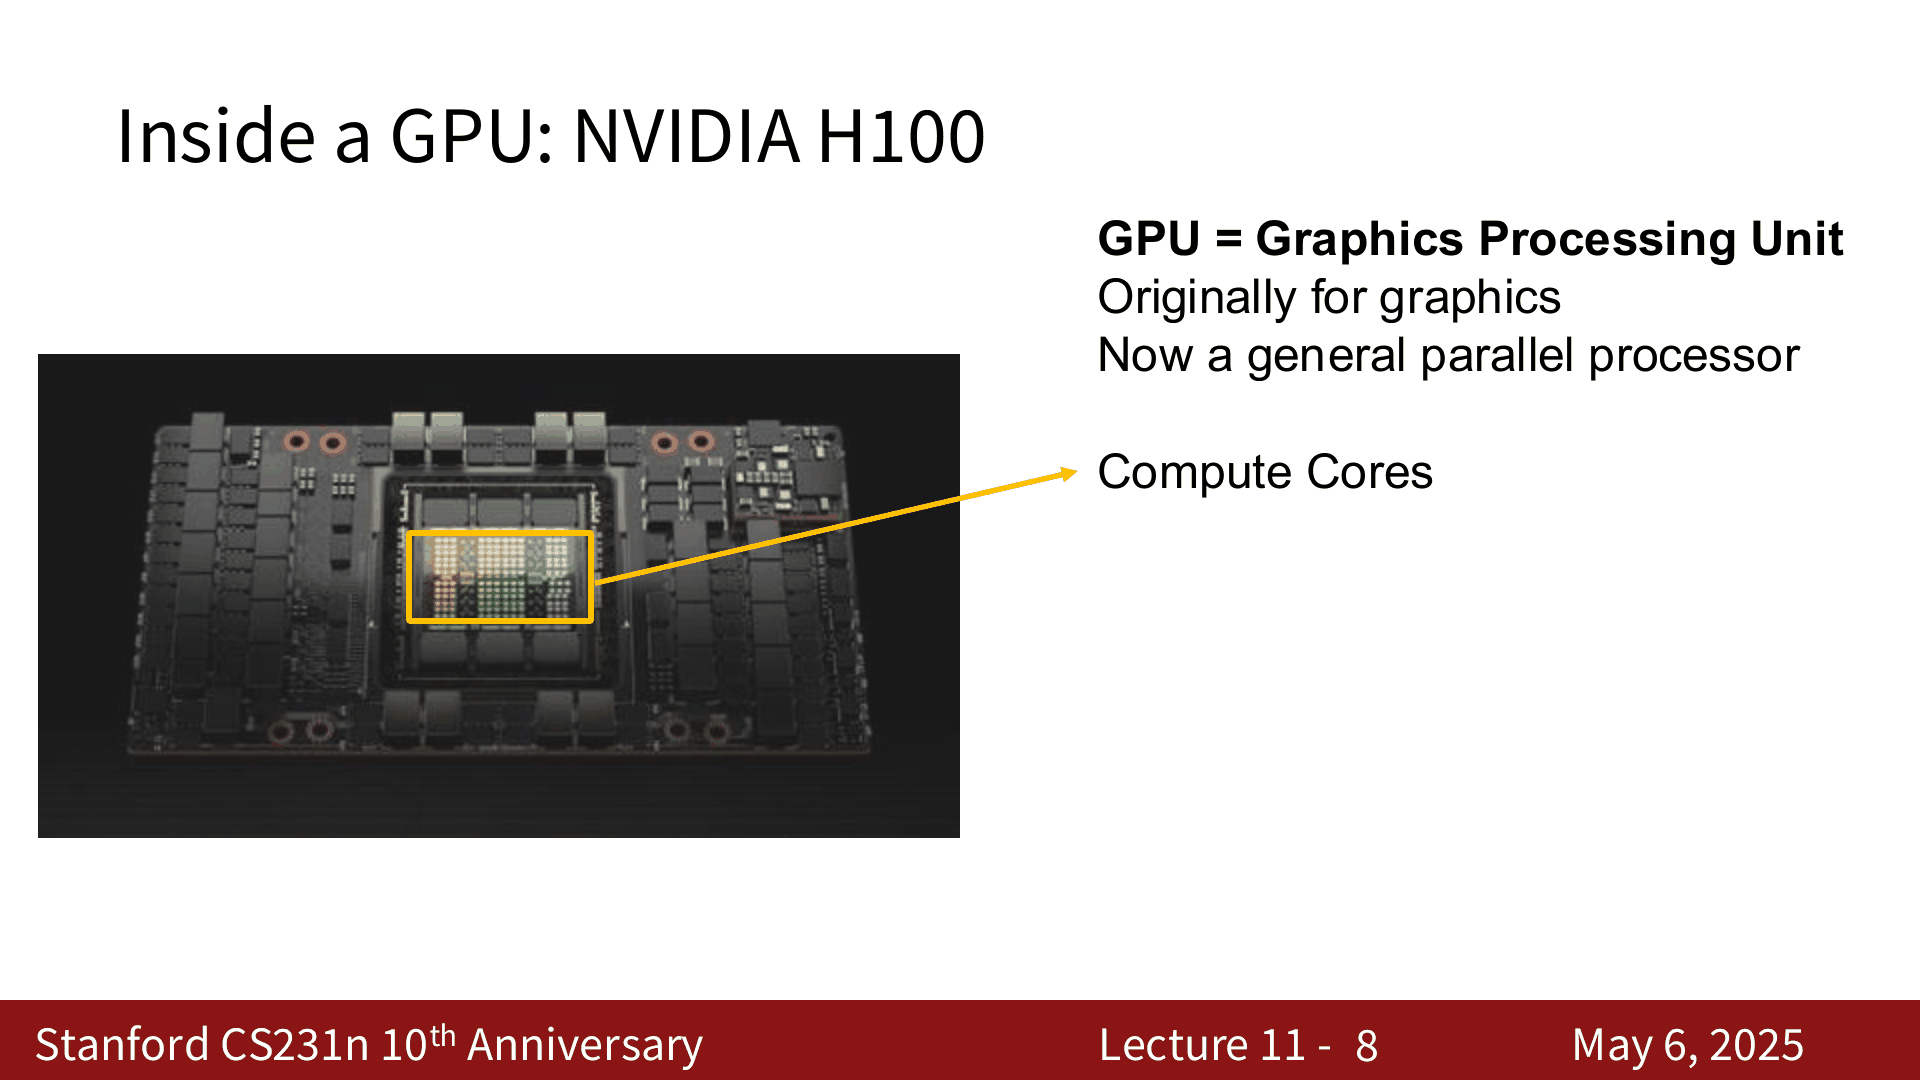 Inside a GPU: NVIDIA H100
GPU = Graphics Processing Unit
Originally for graphics
Now a general parallel processor
Compute Cores
Stanford CS231n 10th Anniversary
Lecture 11 - 8
May 6, 2025